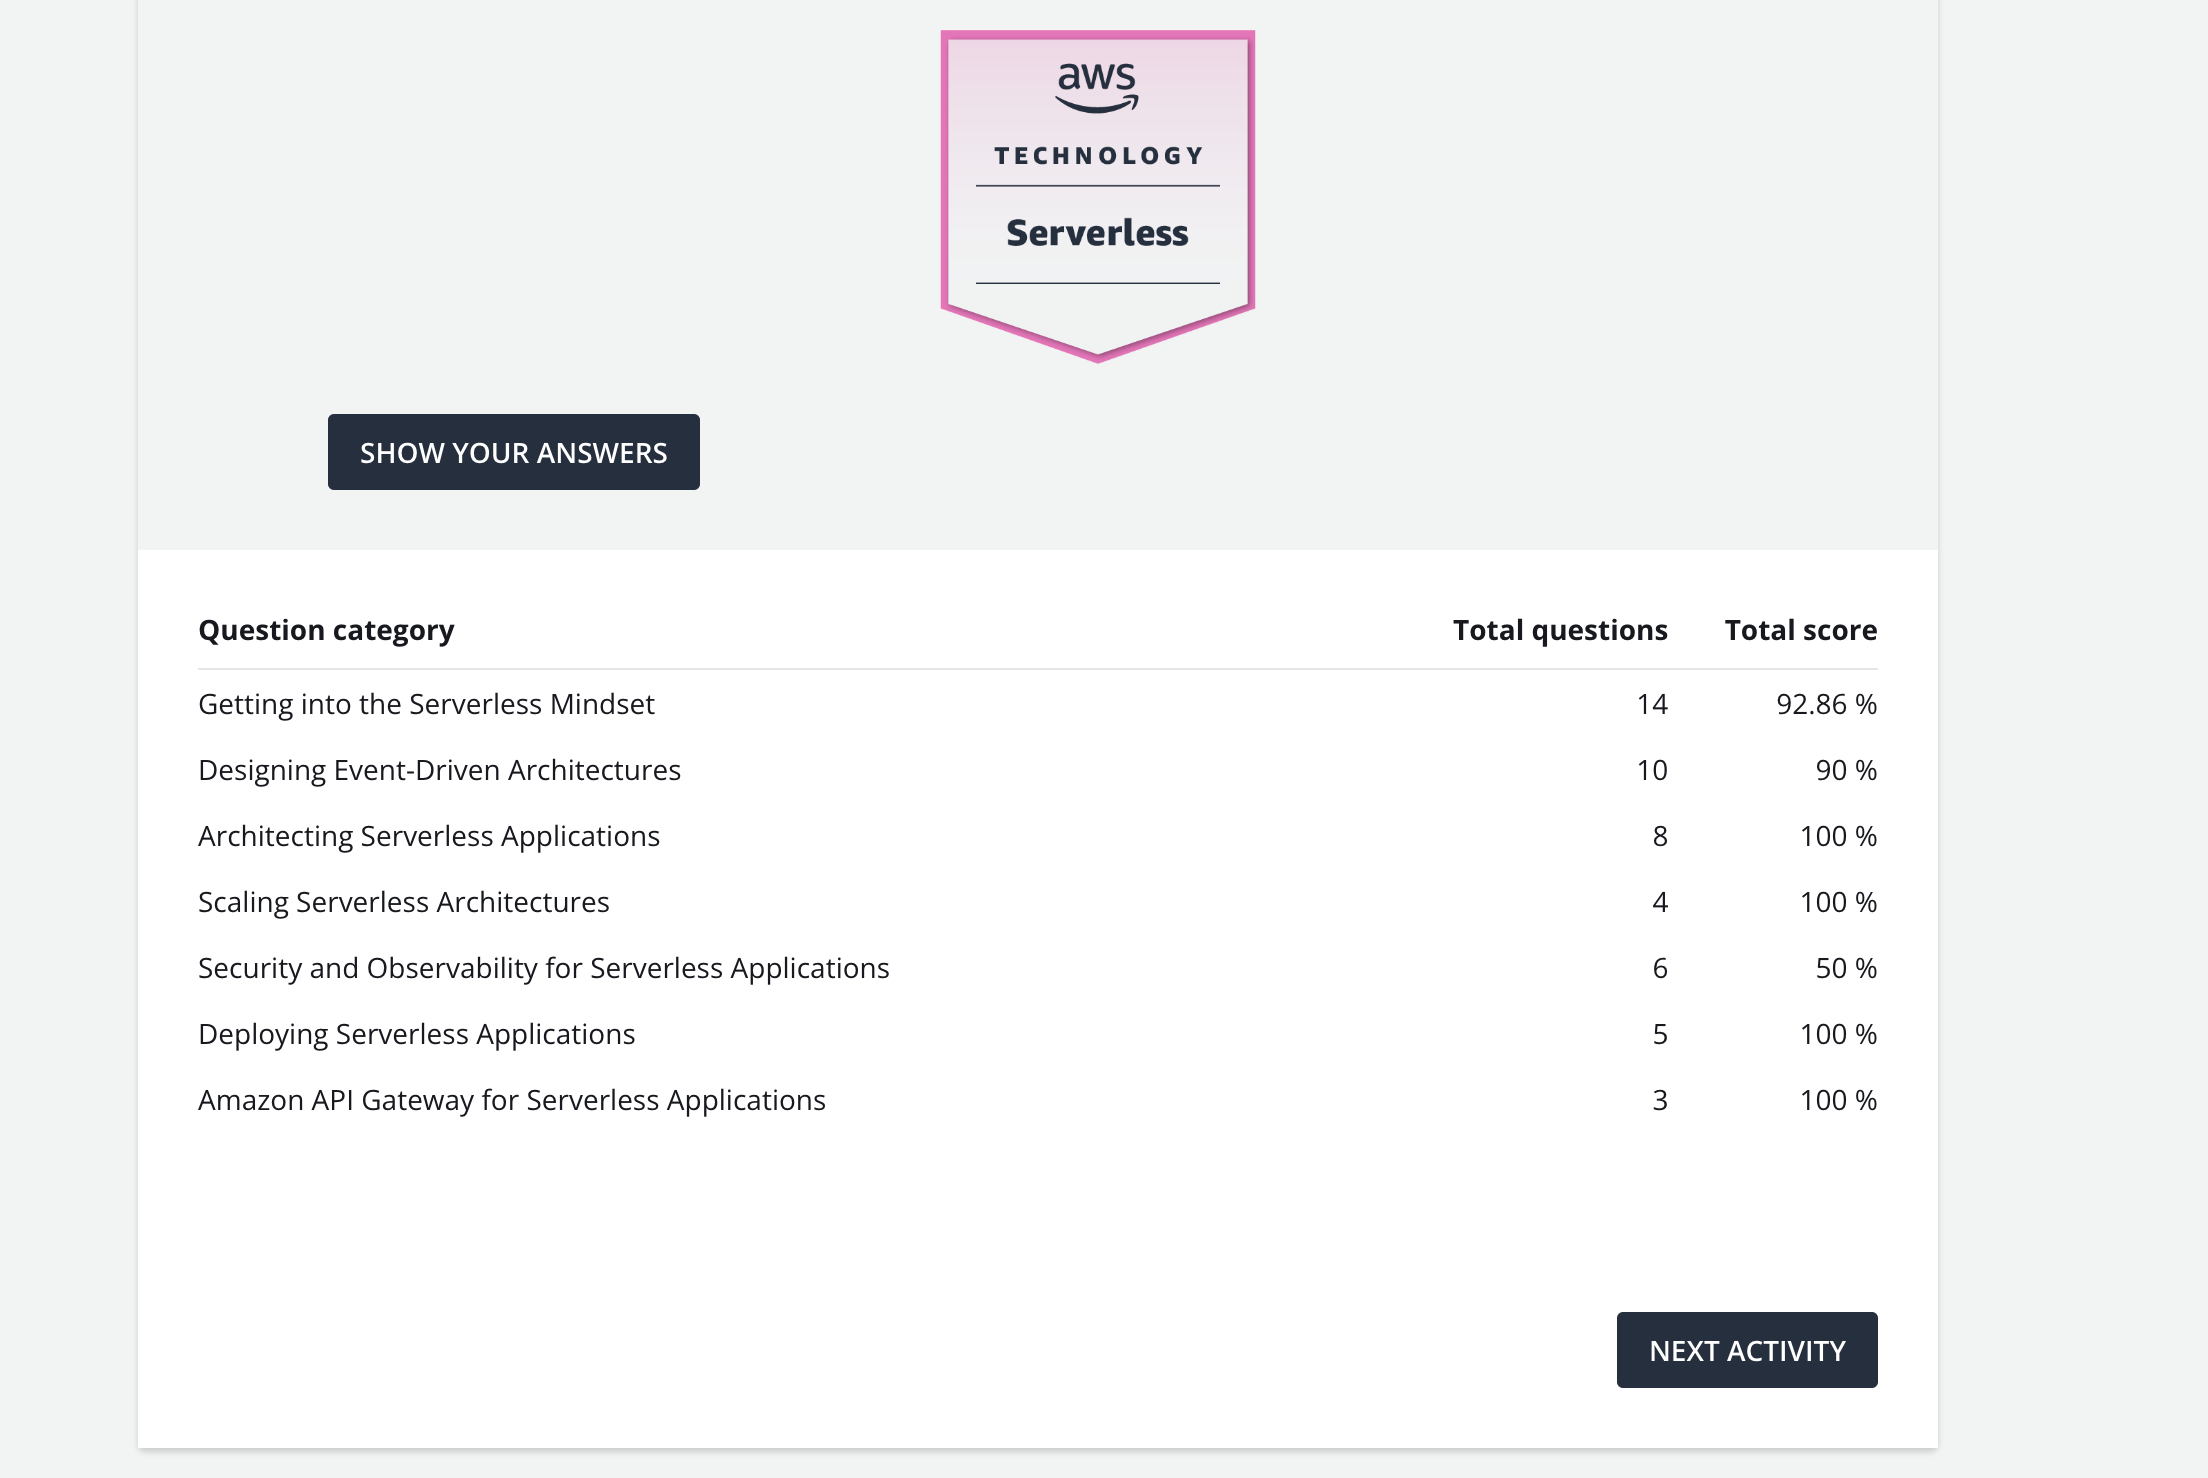 aws
TECHNOLOGY
Serverless
SHOW YOUR ANSWERS
Question category Total questions Total score
Getting into the Serverless Mindset 14 92.86 %
Designing Event-Driven Architectures 10 90 %
Architecting Serverless Applications 8 100 %
Scaling Serverless Architectures 4 100 %
Security and Observability for Serverless Applications 6 50 %
Deploying Serverless Applications 5 100 %
Amazon API Gateway for Serverless Applications 3 100 %
NEXT ACTIVITY